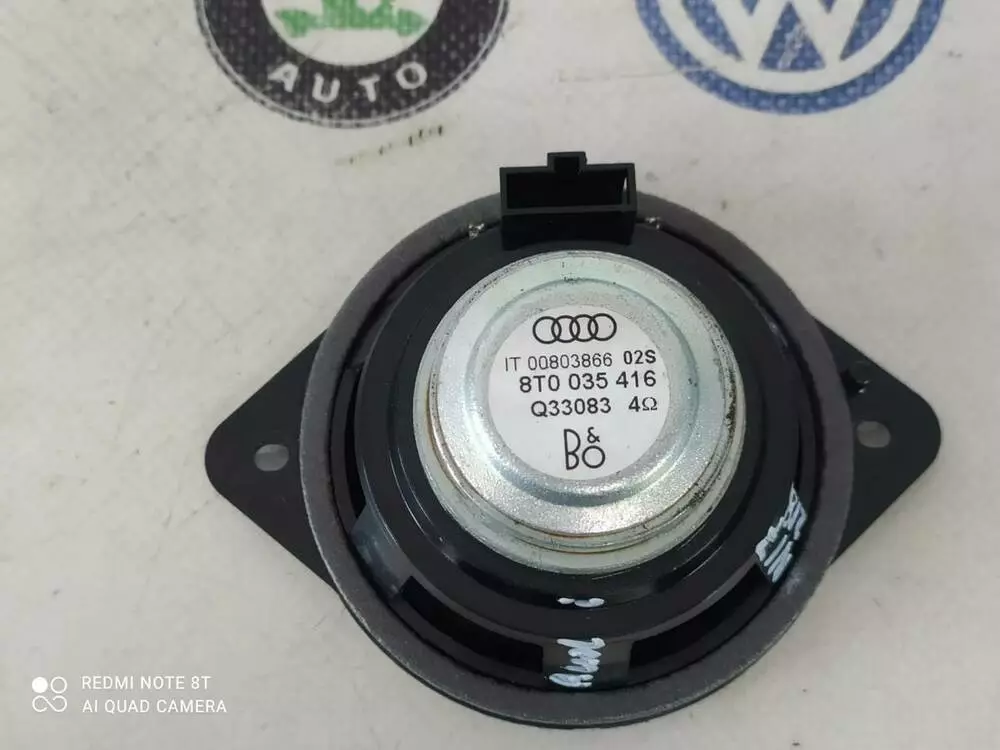 AUTO
IT 00803866 02S
8T0 035 416
Q33083 4Ω
B&O
REDMI NOTE 8T
AI QUAD CAMERA